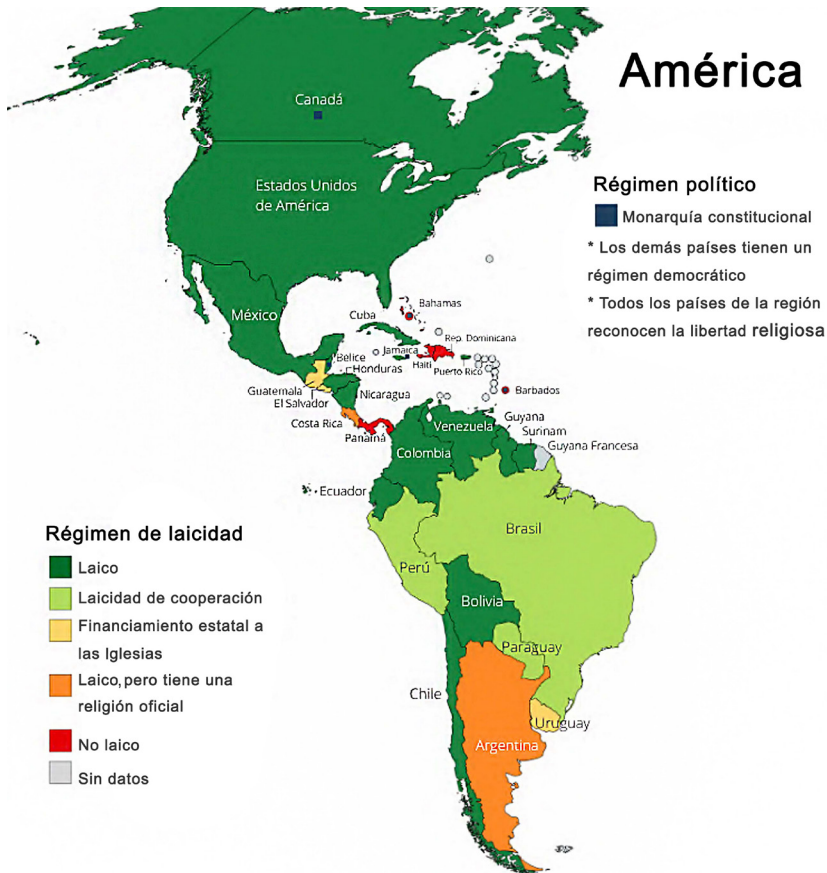 América
Canadá
Estados Unidos
de América
Régimen político
Monarquía constitucional
* Los demás países tienen un
régimen democrático
* Todos los países de la región
reconocen la libertad religiosa
México
Cuba
Bahamas
Rep. Dominicana
Jamaica
Haiti
Puerto Rico
Belice
Honduras
Guatemala
El Salvador
Nicaragua
Barbados
Costa Rica
Panamá
Venezuela
Guyana
Surinam
Guyana Francesa
Colombia
Ecuador
Brasil
Perú
Bolivia
Paraguay
Chile
Uruguay
Argentina
Régimen de laicidad
Laico
Laicidad de cooperación
Financiamiento estatal a
las Iglesias
Laico, pero tiene una
religión oficial
No laico
Sin datos